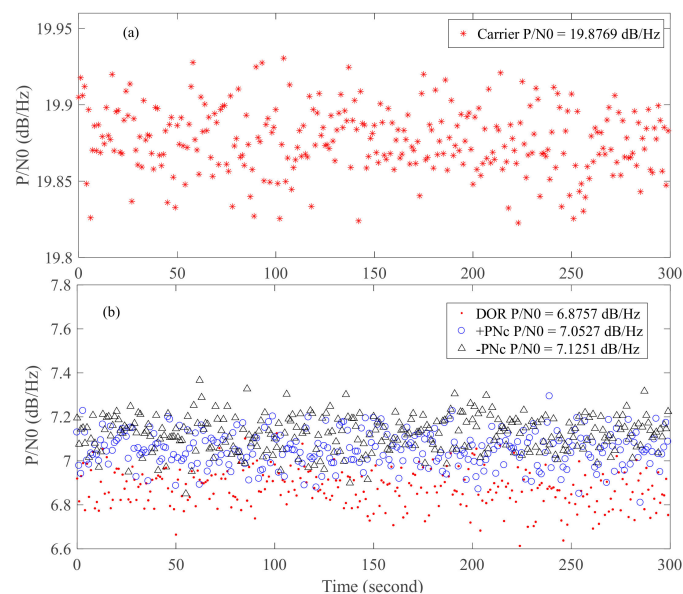 19.95
(a)
Carrier P/N0 = 19.8769 dB/Hz
19.9
19.85
19.8
P/N0 (dB/Hz)
0 50 100 150 200 250 300
7.8
(b)
DOR P/N0 = 6.8757 dB/Hz
+PNc P/N0 = 7.0527 dB/Hz
-PNc P/N0 = 7.1251 dB/Hz
7.6
7.4
7.2
7
6.8
6.6
P/N0 (dB/Hz)
0 50 100 150 200 250 300
Time (second)